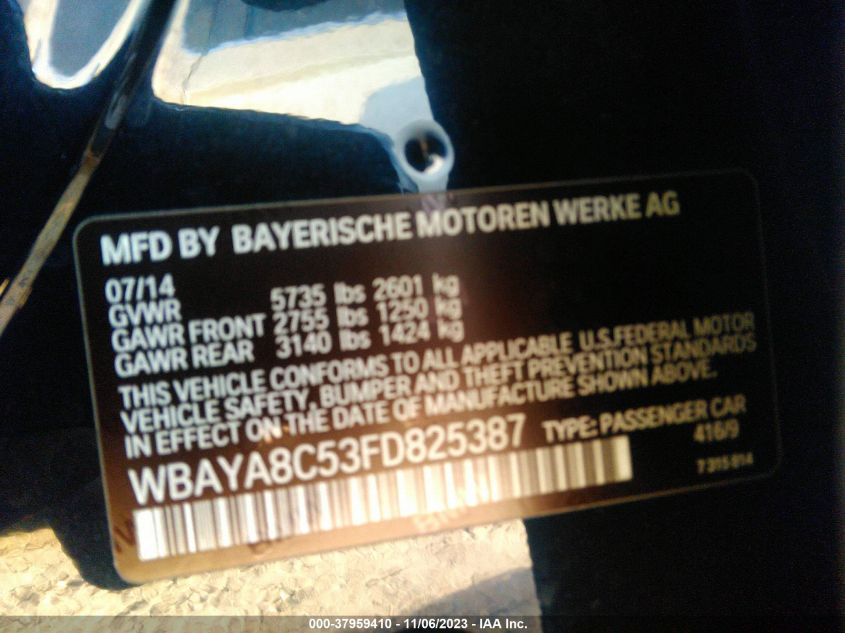 MFD BY BAYERISCHE MOTOREN WERKE AG
07/14
GVWR 5735 lbs 2601 kg
GAWR FRONT 2755 lbs 1250 kg
GAWR REAR 3140 lbs 1424 kg
THIS VEHICLE CONFORMS TO ALL APPLICABLE U.S.FEDERAL MOTOR
VEHICLE SAFETY, BUMPER AND THEFT PREVENTION STANDARDS
IN EFFECT ON THE DATE OF MANUFACTURE SHOWN ABOVE.
WBAYA8C53FD825387 TYPE: PASSENGER CAR
416/9
7 315 014
000-37959410 - 11/06/2023 - IAA Inc.